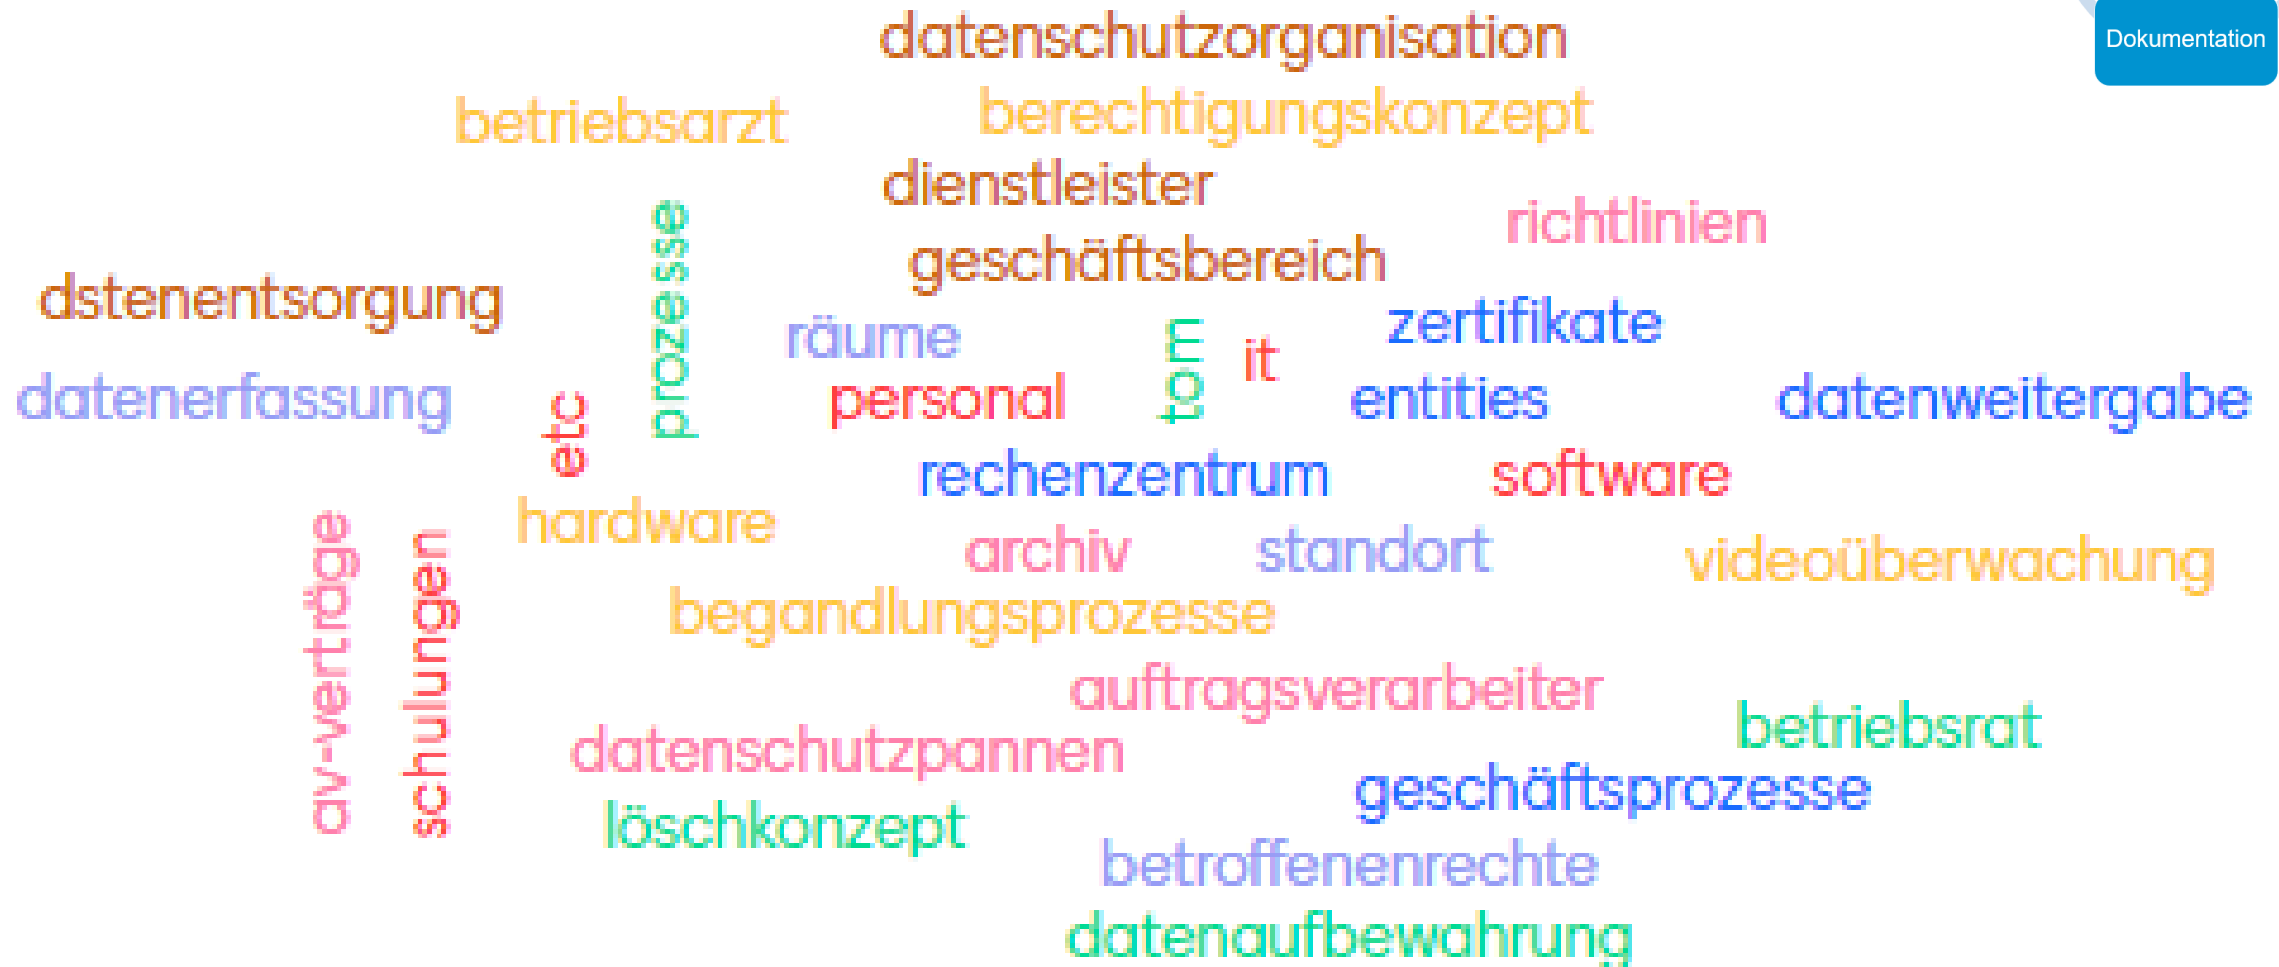 datenschutzorganisation
Dokumentation
betriebsarzt
berechtigungskonzept
dienstleister
richtlinien
prozesse
geschäftsbereich
dstenentsorgung
räume
tom
it
zertifikate
datenerfassung
etc
personal
entities
datenweitergabe
rechenzentrum
software
hardware
archiv
standort
videoüberwachung
av-verträge
schulungen
begandlungsprozesse
auftragsverarbeiter
betriebsrat
datenschutzpannen
geschäftsprozesse
löschkonzept
betroffenenrechte
datenaufbewahrung